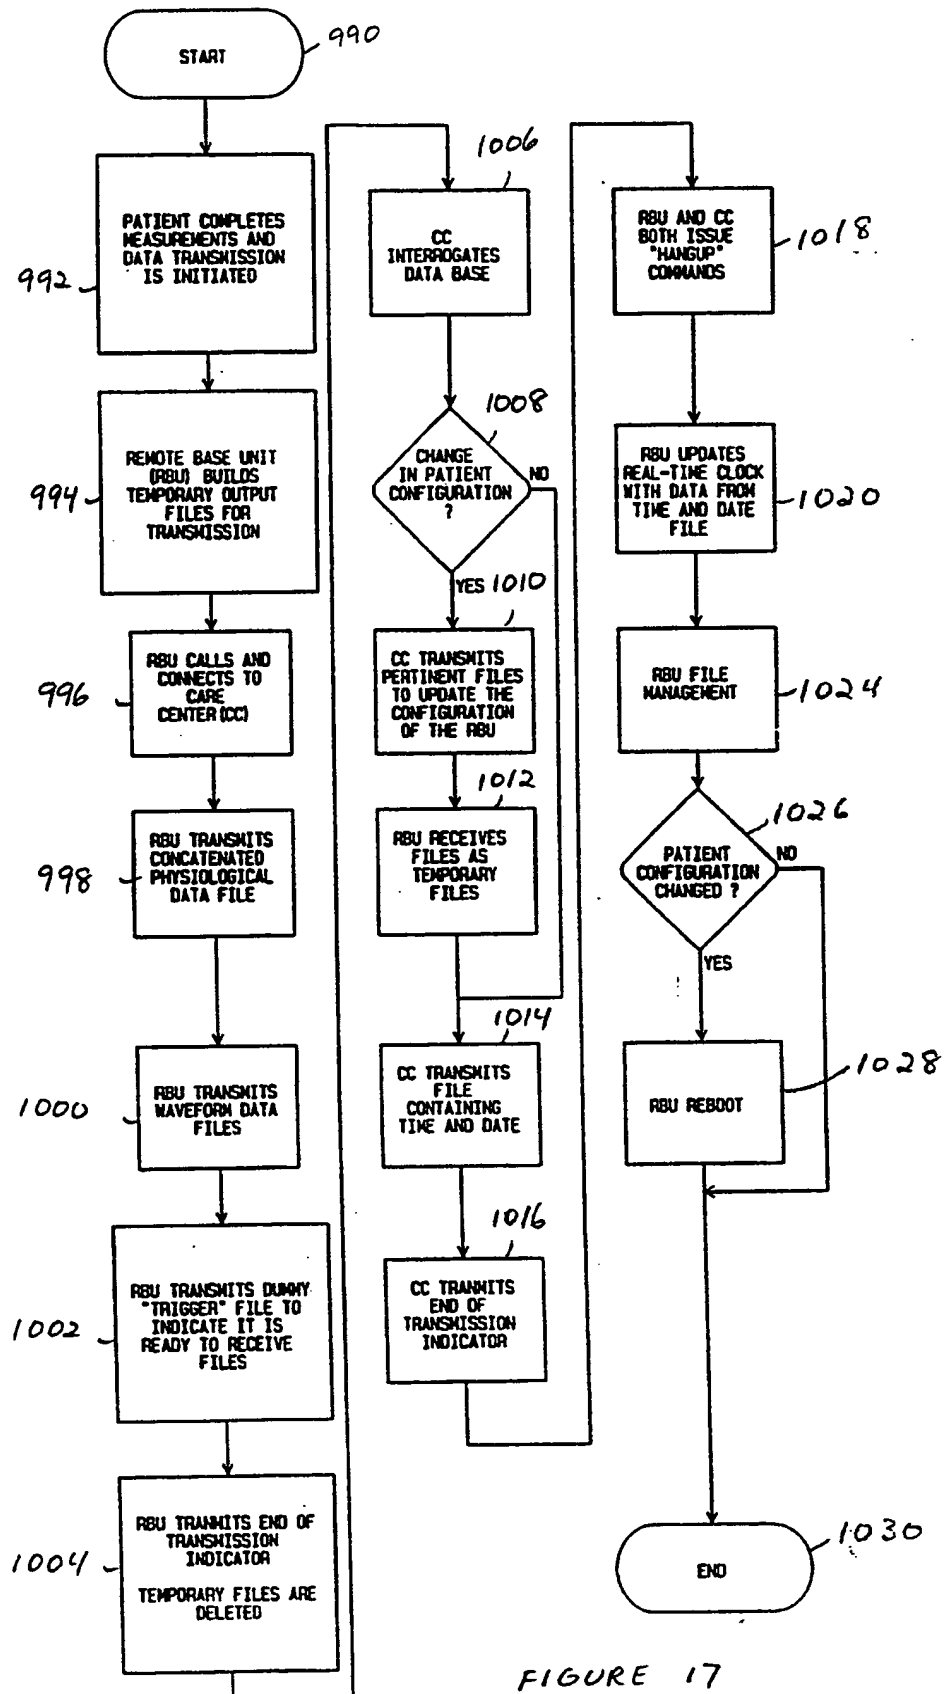 START
990
PATIENT COMPLETES
MEASUREMENTS AND
DATA TRANSMISSION
IS INITIATED
992
REMOTE BASE UNIT
(RBU) BUILDS
TEMPORARY OUTPUT
FILES FOR
TRANSMISSION
994
RBU CALLS AND
CONNECTS TO
CARE
CENTER(CC)
996
RBU TRANSMITS
CONCATENATED
PHYSIOLOGICAL
DATA FILE
998
RBU TRANSMITS
WAVEFORM DATA
FILES
1000
RBU TRANSMITS DUMMY
"TRIGGER" FILE TO
INDICATE IT IS
READY TO RECEIVE
FILES
1002
RBU TRANMITS END OF
TRANSMISSION
INDICATOR
TEMPORARY FILES ARE
DELETED
1004
1006
CC
INTERROGATES
DATA BASE
1008
CHANGE
IN PATIENT
CONFIGURATION
?
NO
YES
1010
CC TRANSMITS
PERTINENT FILES
TO UPDATE THE
CONFIGURATION
OF THE RBU
1012
RBU RECEIVES
FILES AS
TEMPORARY
FILES
1014
CC TRANSMITS
FILE
CONTAINING
TIME AND DATE
1016
CC TRANMITS
END OF
TRANSMISSION
INDICATOR
RBU AND CC
BOTH ISSUE
"HANGUP"
COMMANDS
1018
RBU UPDATES
REAL-TIME CLOCK
WITH DATA FROM
TIME AND DATE
FILE
1020
RBU FILE
MANAGEMENT
1024
1026
PATIENT
CONFIGURATION
CHANGED ?
NO
YES
RBU REBOOT
1028
END
1030
FIGURE 17